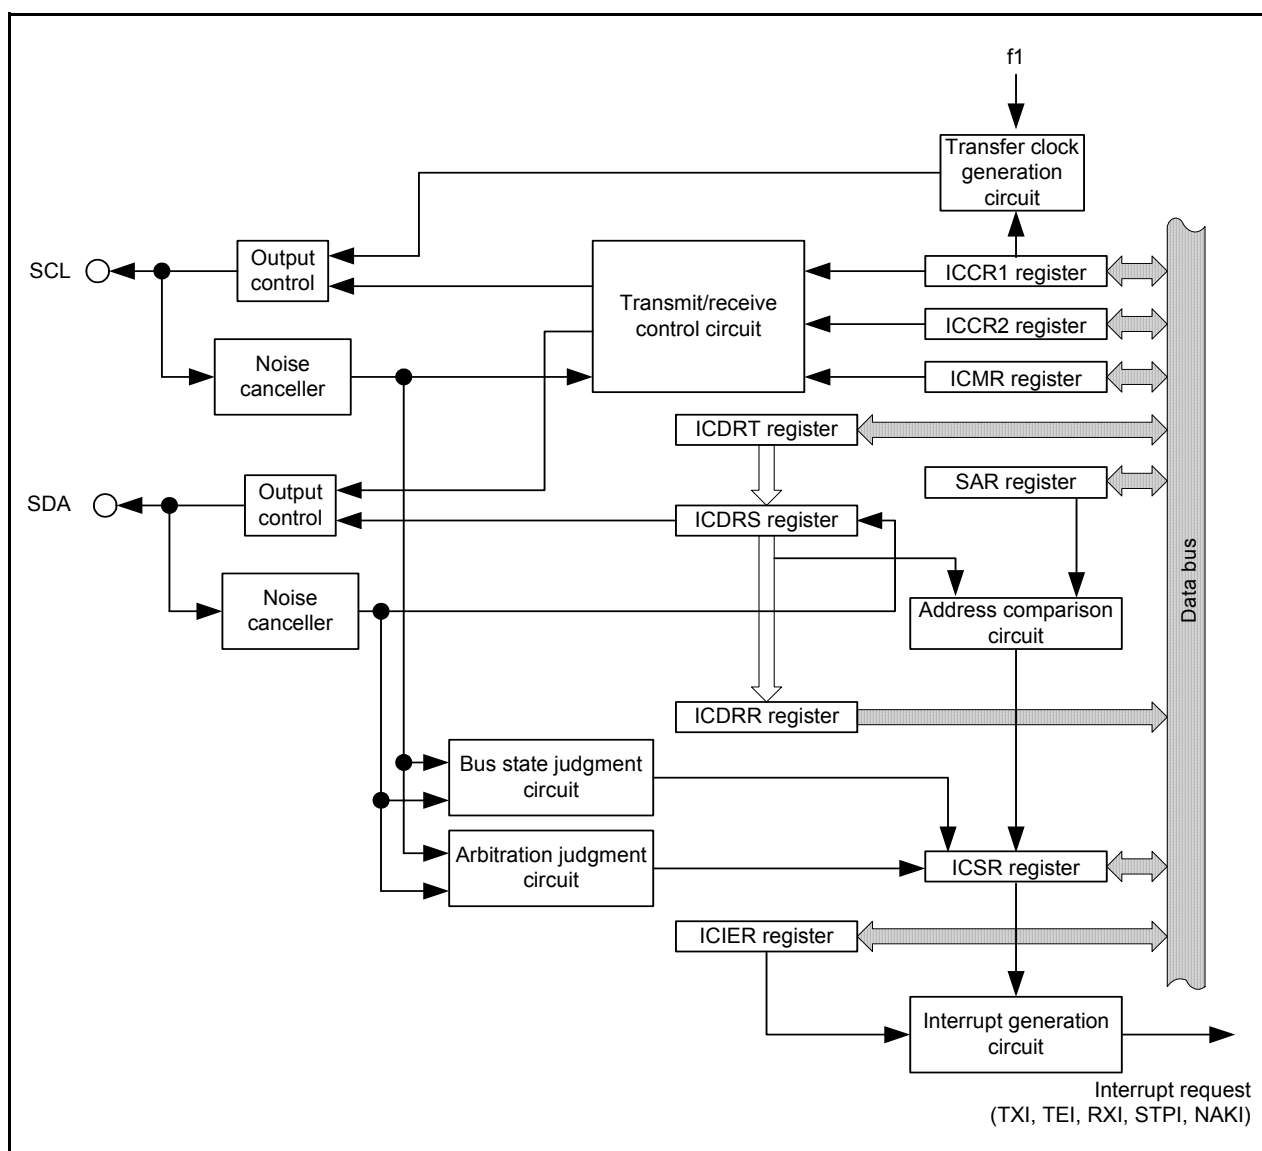 f1
Transfer clock
generation
circuit
SCL
Output
control
Transmit/receive
control circuit
ICCR1 register
ICCR2 register
ICMR register
Noise
canceller
ICDRT register
SAR register
SDA
Output
control
ICDRS register
Data bus
Noise
canceller
Address comparison
circuit
ICDRR register
Bus state judgment
circuit
Arbitration judgment
circuit
ICSR register
ICIER register
Interrupt generation
circuit
Interrupt request
(TXI, TEI, RXI, STPI, NAKI)